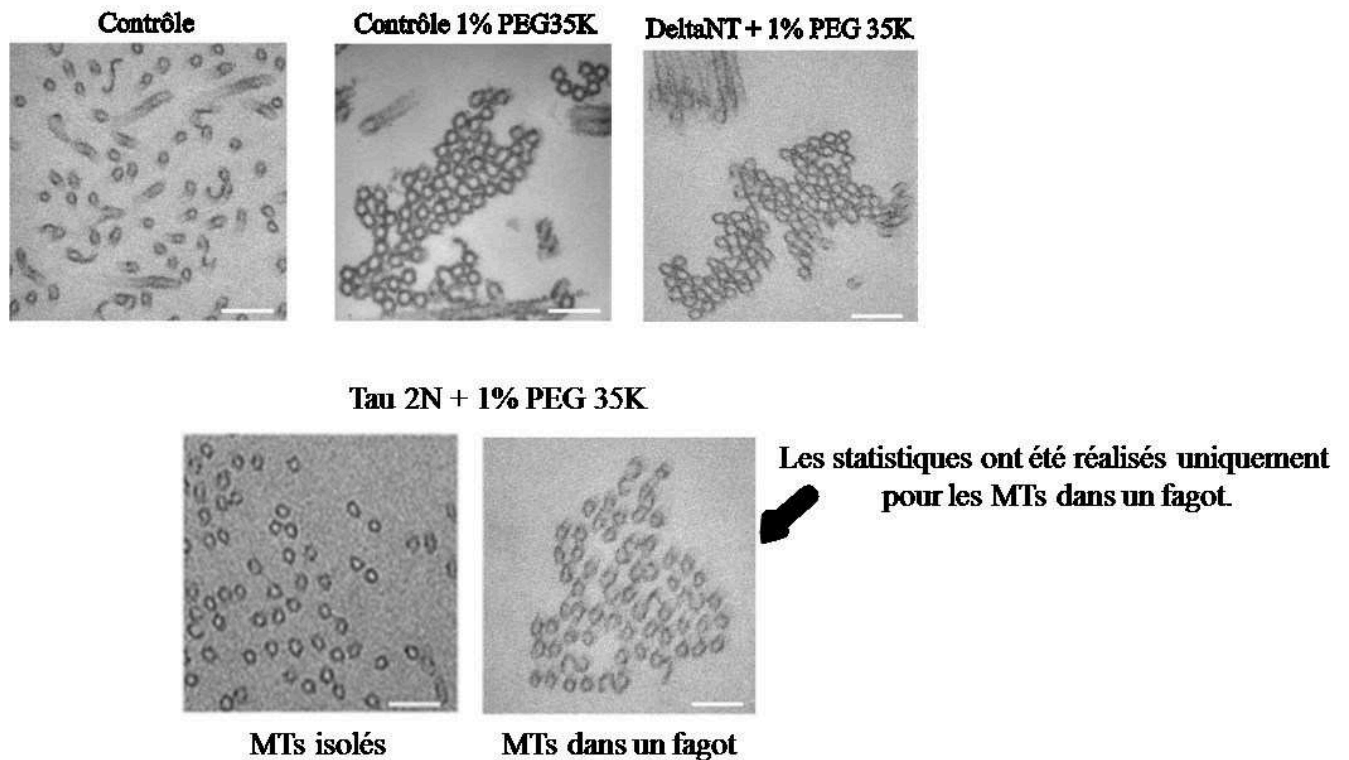 Contrôle
Contrôle 1% PEG35K
DeltaNT + 1% PEG 35K
Tau 2N + 1% PEG 35K
Les statistiques ont été réalisés uniquement
pour les MTs dans un fagot.
MTs isolés
MTs dans un fagot